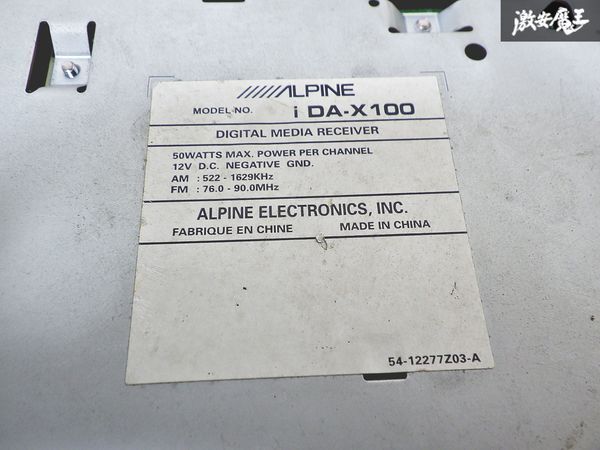 激安魔王
/////ALPINE
MODEL NO. i DA-X100
DIGITAL MEDIA RECEIVER
50WATTS MAX. POWER PER CHANNEL
12V D.C. NEGATIVE GND.
AM : 522 - 1629KHz
FM : 76.0 - 90.0MHz
ALPINE ELECTRONICS, INC.
FABRIQUE EN CHINE MADE IN CHINA
54-12277Z03-A